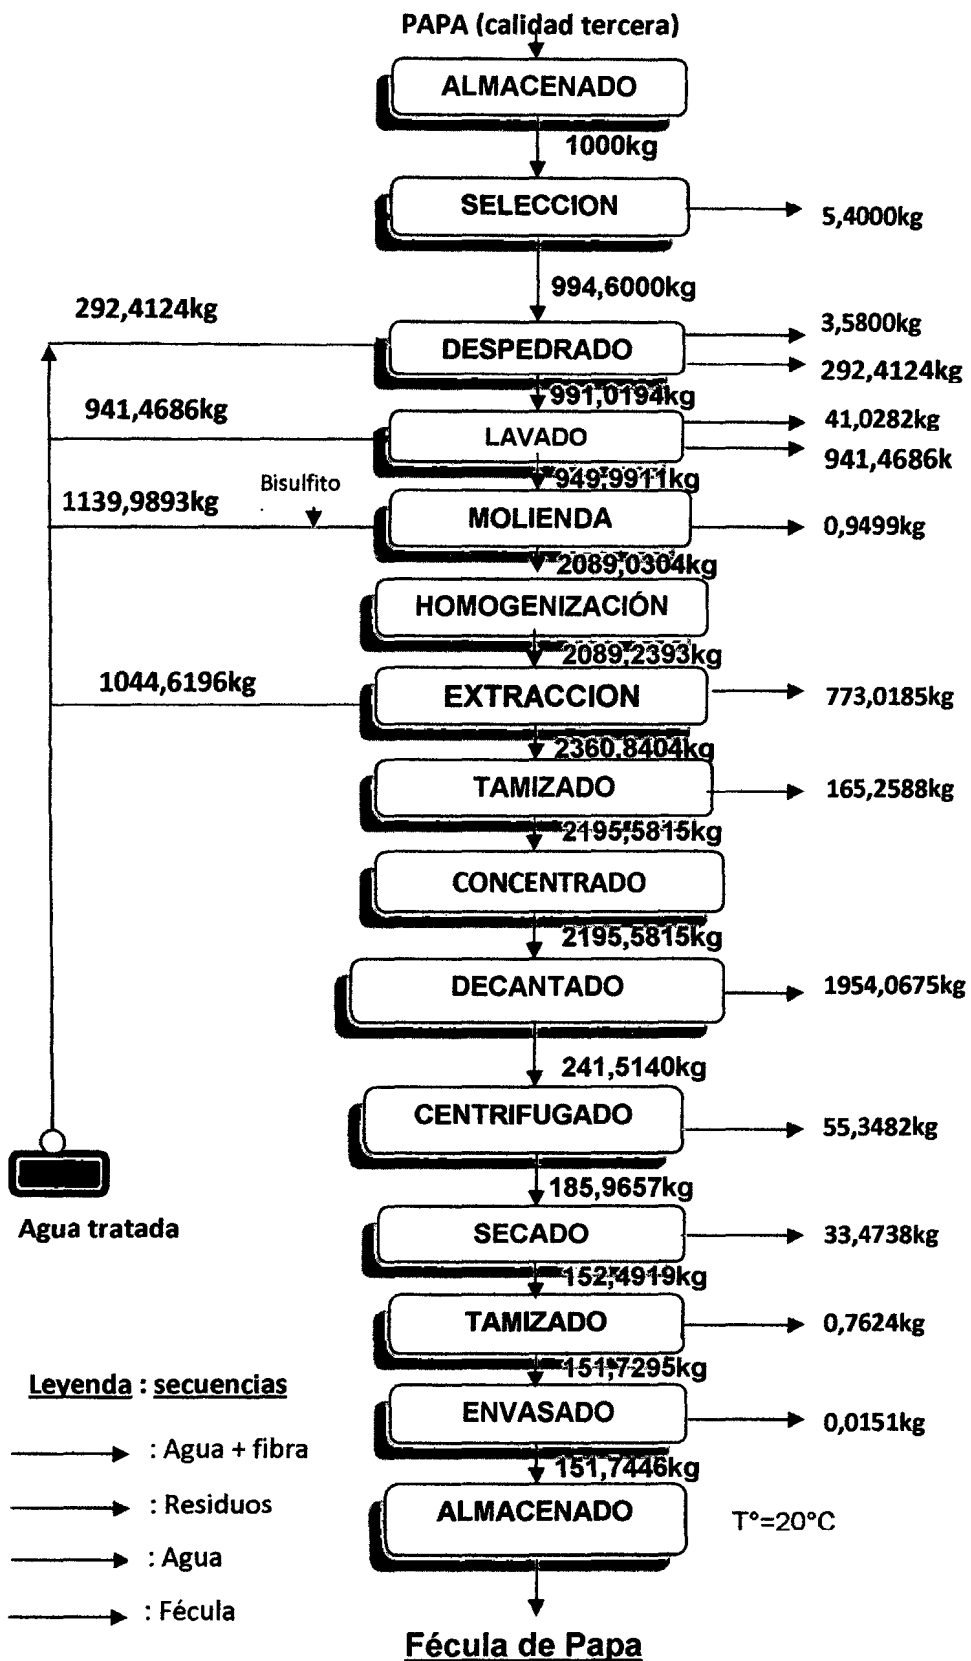 PAPA (calidad tercera)
ALMACENADO
1000kg
SELECCION
5,4000kg
994,6000kg
292,4124kg
3,5800kg
DESPEDRADO
292,4124kg
991,0194kg
941,4686kg
41,0282kg
LAVADO
941,4686k
949,9911kg
Bisulfito
1139,9893kg
MOLIENDA
0,9499kg
2089,0304kg
HOMOGENIZACIÓN
2089,2393kg
1044,6196kg
EXTRACCION
773,0185kg
2360,8404kg
TAMIZADO
165,2588kg
2195,5815kg
CONCENTRADO
2195,5815kg
DECANTADO
1954,0675kg
241,5140kg
CENTRIFUGADO
55,3482kg
185,9657kg
Agua tratada
SECADO
33,4738kg
152,4919kg
TAMIZADO
0,7624kg
151,7295kg
Leyenda : secuencias
ENVASADO
0,0151kg
: Agua + fibra
151,7446kg
: Residuos
ALMACENADO
T°=20°C
: Agua
: Fécula
Fécula de Papa